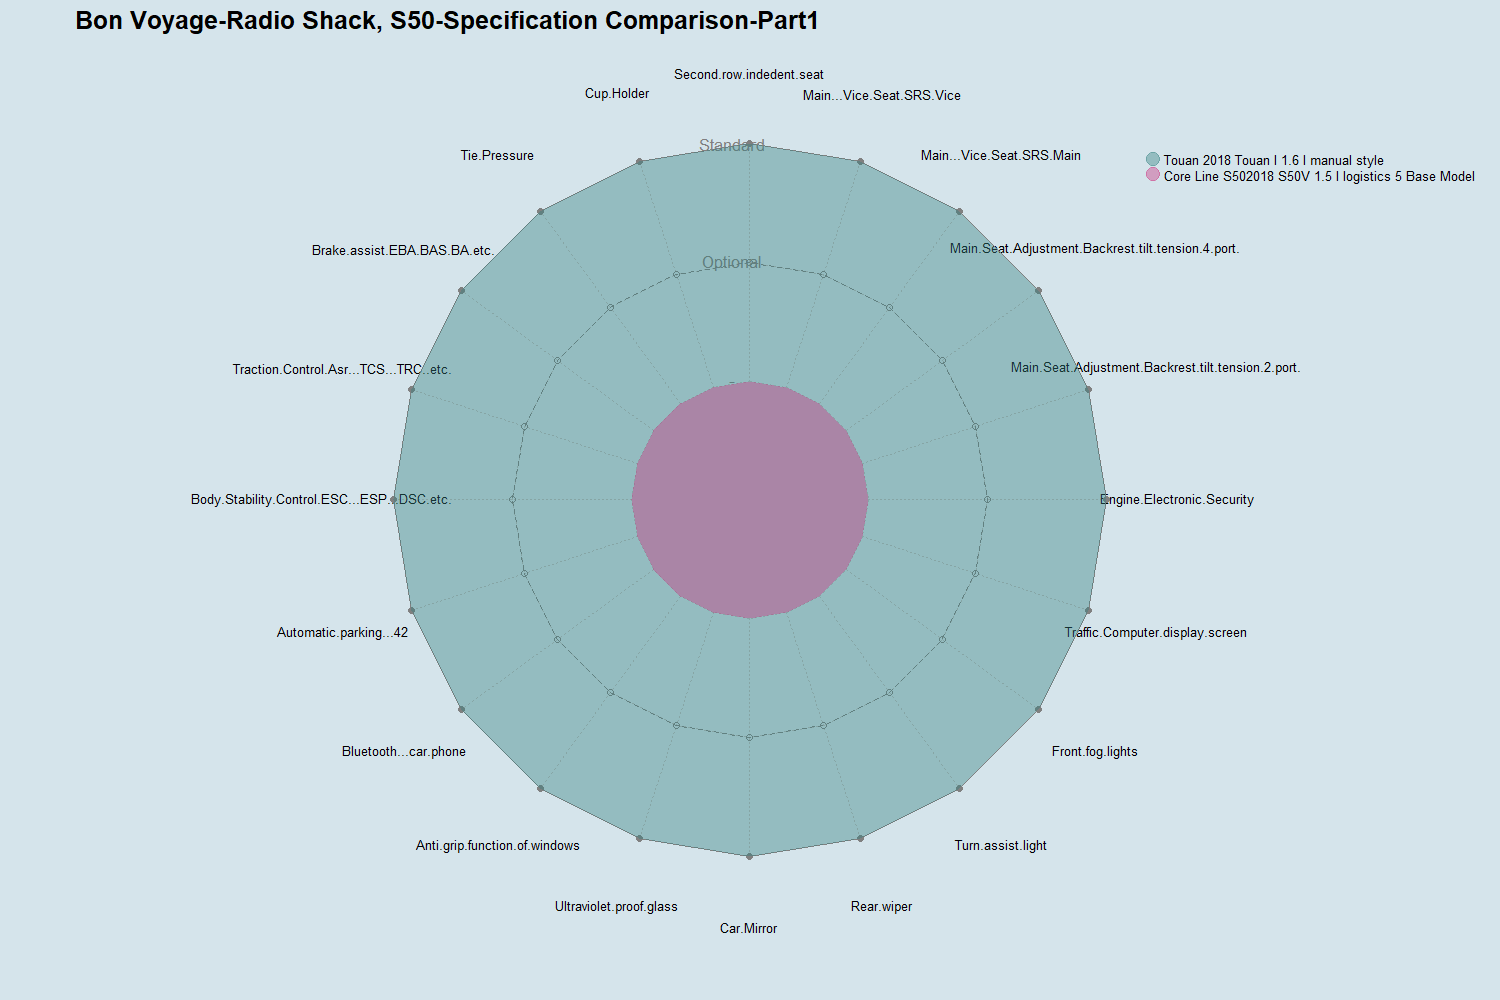 Bon Voyage-Radio Shack, S50-Specification Comparison-Part1
Second.row.indedent.seat
Cup.Holder
Main...Vice.Seat.SRS.Vice
Standard
Tie.Pressure
Main...Vice.Seat.SRS.Main
Touan 2018 Touan l 1.6 l manual style
Core Line S502018 S50V 1.5 l logistics 5 Base Model
Brake.assist.EBA.BAS.BA.etc.
Main.Seat.Adjustment.Backrest.tilt.tension.4.port.
Optional
Traction.Control.Asr...TCS...TRC..etc.
Main.Seat.Adjustment.Backrest.tilt.tension.2.port.
-
Body.Stability.Control.ESC...ESP...DSC.etc.
Engine.Electronic.Security
Automatic.parking...42
Traffic.Computer.display.screen
Bluetooth...car.phone
Front.fog.lights
Anti.grip.function.of.windows
Turn.assist.light
Ultraviolet.proof.glass
Rear.wiper
Car.Mirror